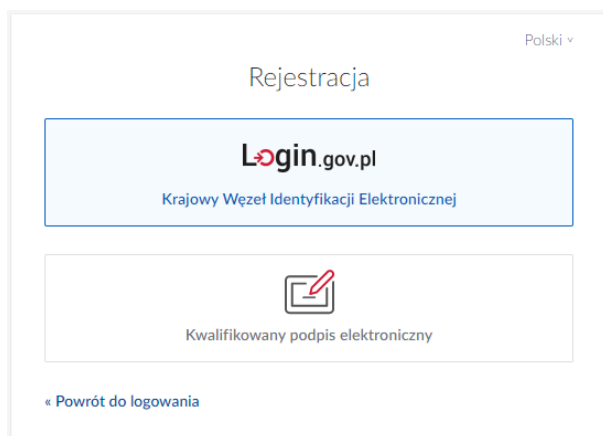 Polski
Rejestracja
Login.gov.pl
Krajowy Węzeł Identyfikacji Elektronicznej
Kwalifikowany podpis elektroniczny
« Powrót do logowania